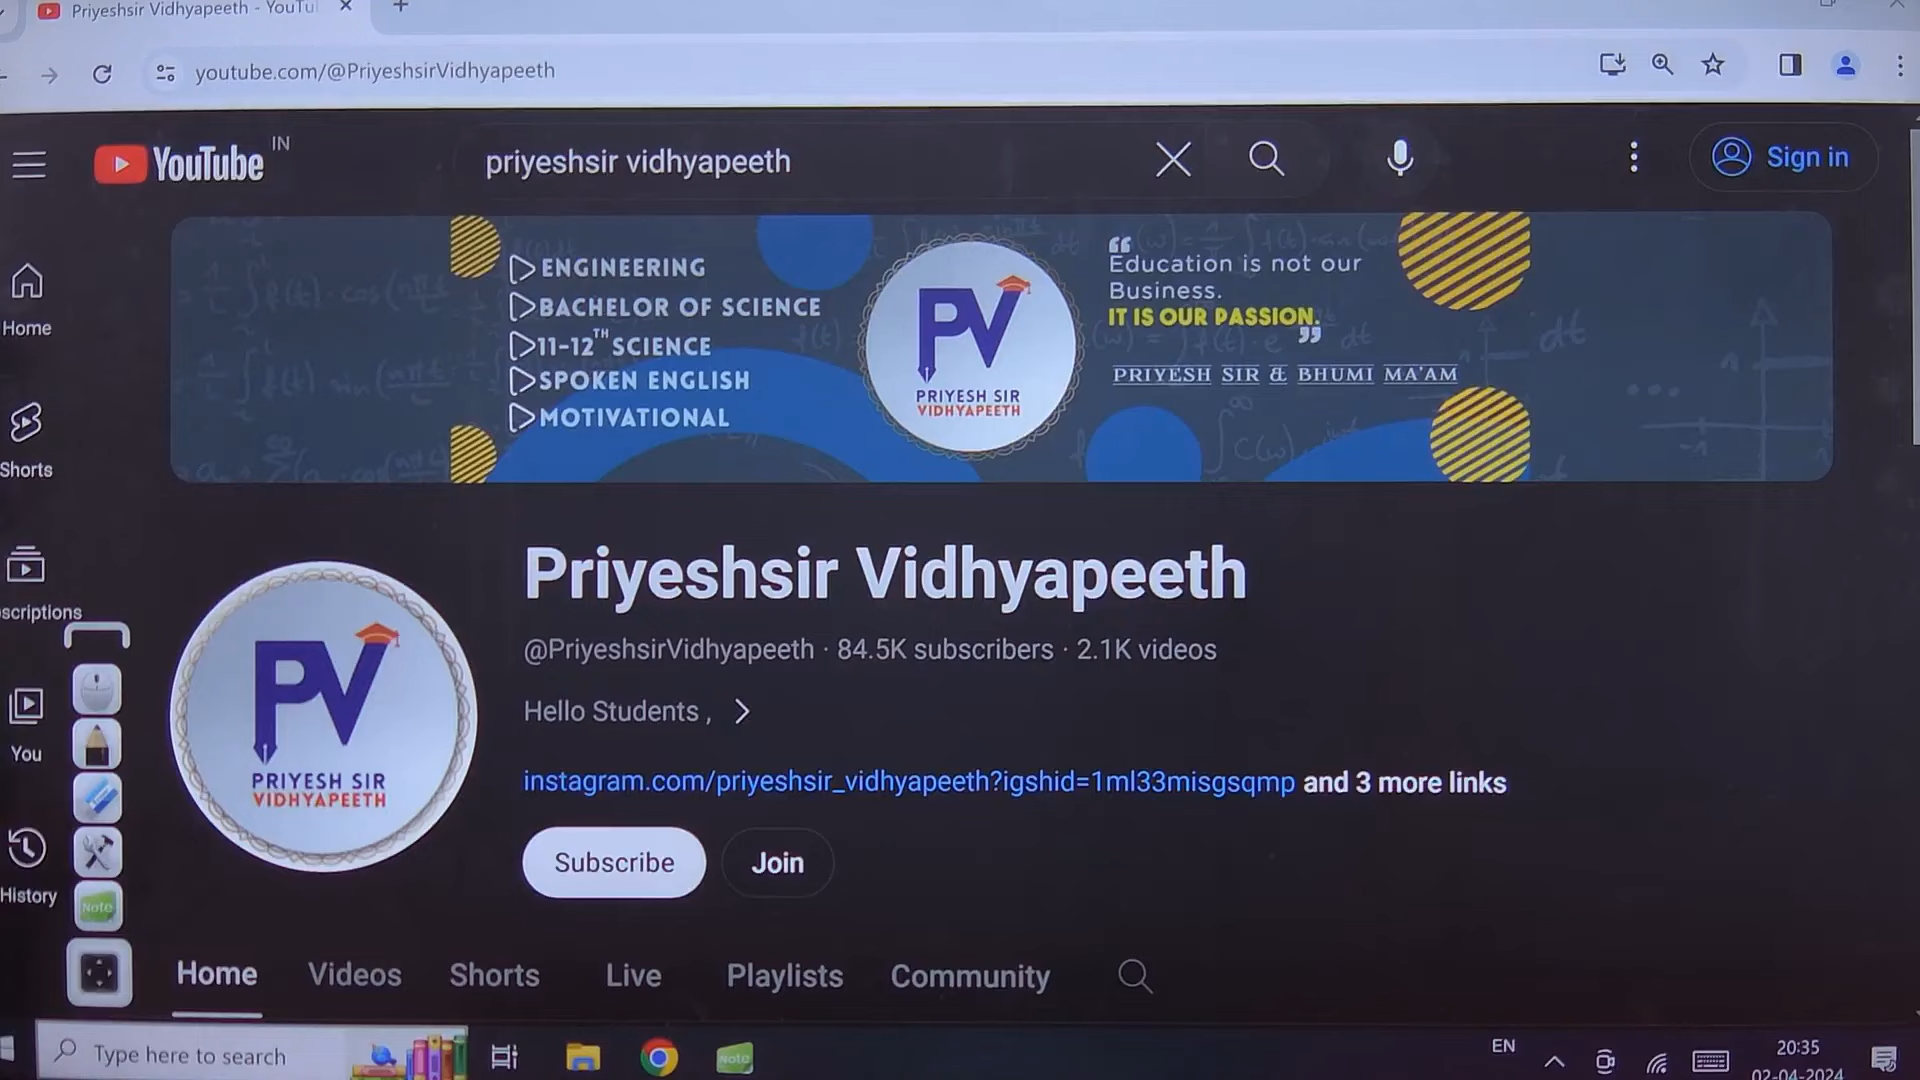 Priyeshsir Vidhyapeeth - YouTu
youtube.com/@PriyeshsirVidhyapeeth
YouTube IN
priyeshsir vidhyapeeth
Sign in
ENGINEERING
BACHELOR OF SCIENCE
11-12TH SCIENCE
SPOKEN ENGLISH
MOTIVATIONAL
PV
PRIYESH SIR
VIDHYAPEETH
“
Education is not our
Business.
IT IS OUR PASSION.
”
PRIYESH SIR & BHUMI MA'AM
Home
Shorts
scriptions
You
History
Note
PV
PRIYESH SIR
VIDHYAPEETH
Priyeshsir Vidhyapeeth
@PriyeshsirVidhyapeeth · 84.5K subscribers · 2.1K videos
Hello Students ,
instagram.com/priyeshsir_vidhyapeeth?igshid=1ml33misgsqmp and 3 more links
Subscribe
Join
Home
Videos
Shorts
Live
Playlists
Community
Type here to search
Note
EN
20:35
02-04-2024